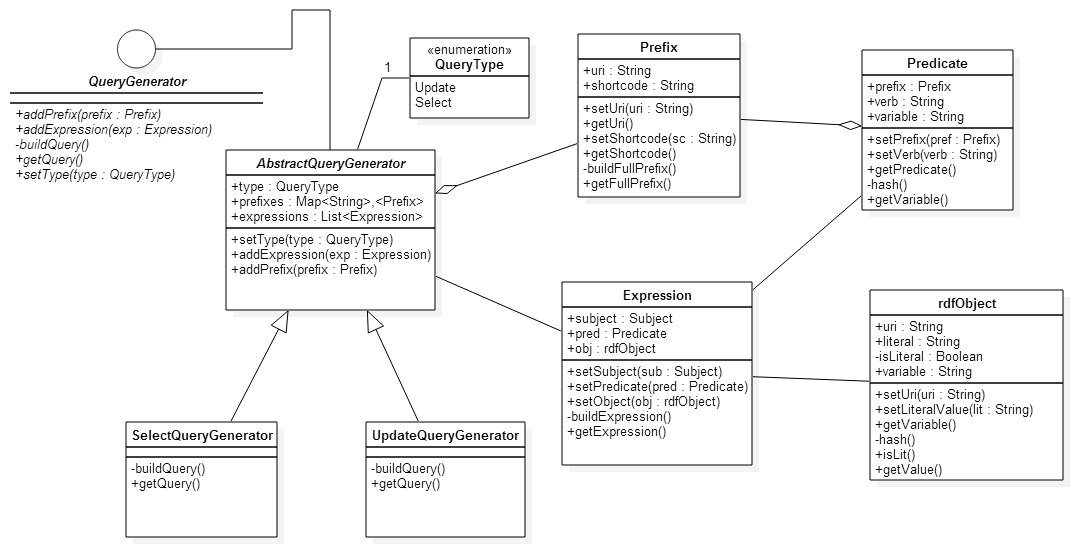 QueryGenerator
+addPrefix(prefix : Prefix)
+addExpression(exp : Expression)
-buildQuery()
+getQuery()
+setType(type : QueryType)
1
«enumeration»
QueryType
Update
Select
AbstractQueryGenerator
+type : QueryType
+prefixes : Map<String>,<Prefix>
+expressions : List<Expression>
+setType(type : QueryType)
+addExpression(exp : Expression)
+addPrefix(prefix : Prefix)
Prefix
+uri : String
+shortcode : String
+setUri(uri : String)
+getUri()
+setShortcode(sc : String)
+getShortcode()
-buildFullPrefix()
+getFullPrefix()
Predicate
+prefix : Prefix
+verb : String
+variable : String
+setPrefix(pref : Prefix)
+setVerb(verb : String)
+getPredicate()
-hash()
+getVariable()
Expression
+subject : Subject
+pred : Predicate
+obj : rdfObject
+setSubject(sub : Subject)
+setPredicate(pred : Predicate)
+setObject(obj : rdfObject)
-buildExpression()
+getExpression()
rdfObject
+uri : String
+literal : String
-isLiteral : Boolean
+variable : String
+setUri(uri : String)
+setLiteralValue(lit : String)
+getVariable()
-hash()
+isLit()
+getValue()
SelectQueryGenerator
-buildQuery()
+getQuery()
UpdateQueryGenerator
-buildQuery()
+getQuery()